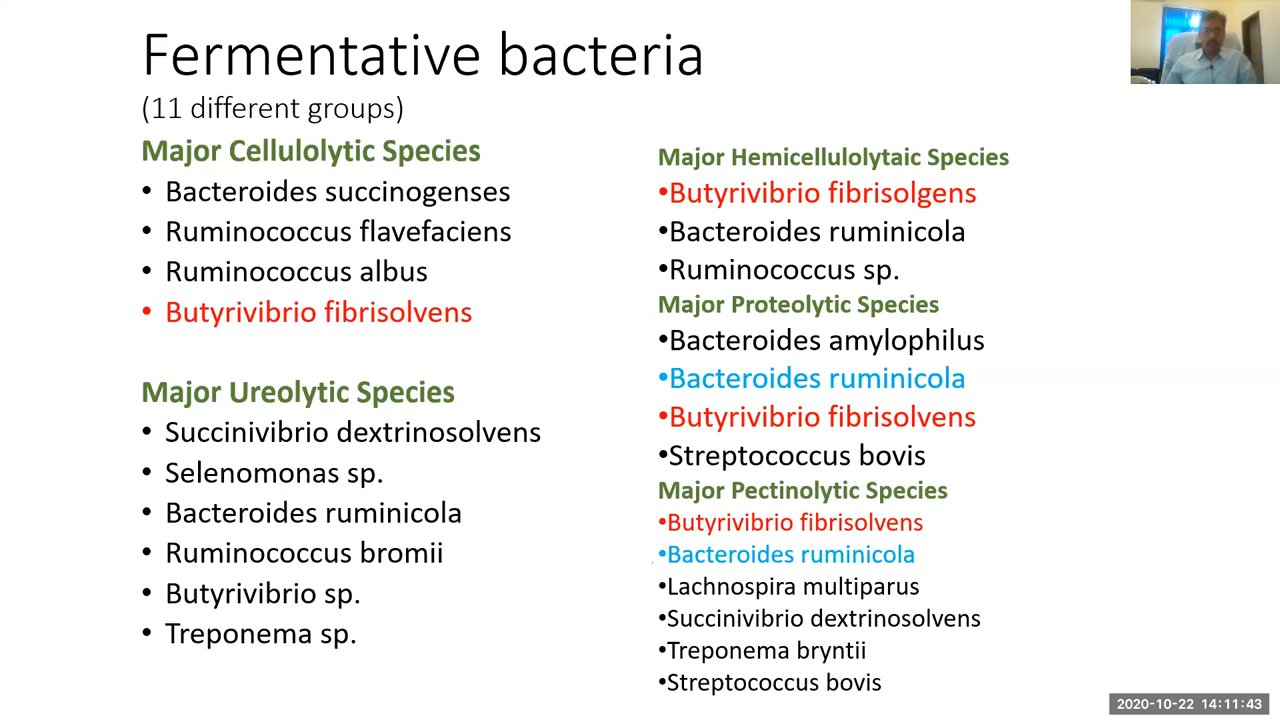 Fermentative bacteria
(11 different groups)
Major Cellulolytic Species
• Bacteroides succinogenses
• Ruminococcus flavefaciens
• Ruminococcus albus
• Butyrivibrio fibrisolvens
Major Ureolytic Species
• Succinivibrio dextrinosolvens
• Selenomonas sp.
• Bacteroides ruminicola
• Ruminococcus bromii
• Butyrivibrio sp.
• Treponema sp.
Major Hemicellulolytaic Species
•Butyrivibrio fibrisolgens
•Bacteroides ruminicola
•Ruminococcus sp.
Major Proteolytic Species
•Bacteroides amylophilus
•Bacteroides ruminicola
•Butyrivibrio fibrisolvens
•Streptococcus bovis
Major Pectinolytic Species
•Butyrivibrio fibrisolvens
•Bacteroides ruminicola
•Lachnospira multiparus
•Succinivibrio dextrinosolvens
•Treponema bryntii
•Streptococcus bovis
2020-10-22 14:11:43